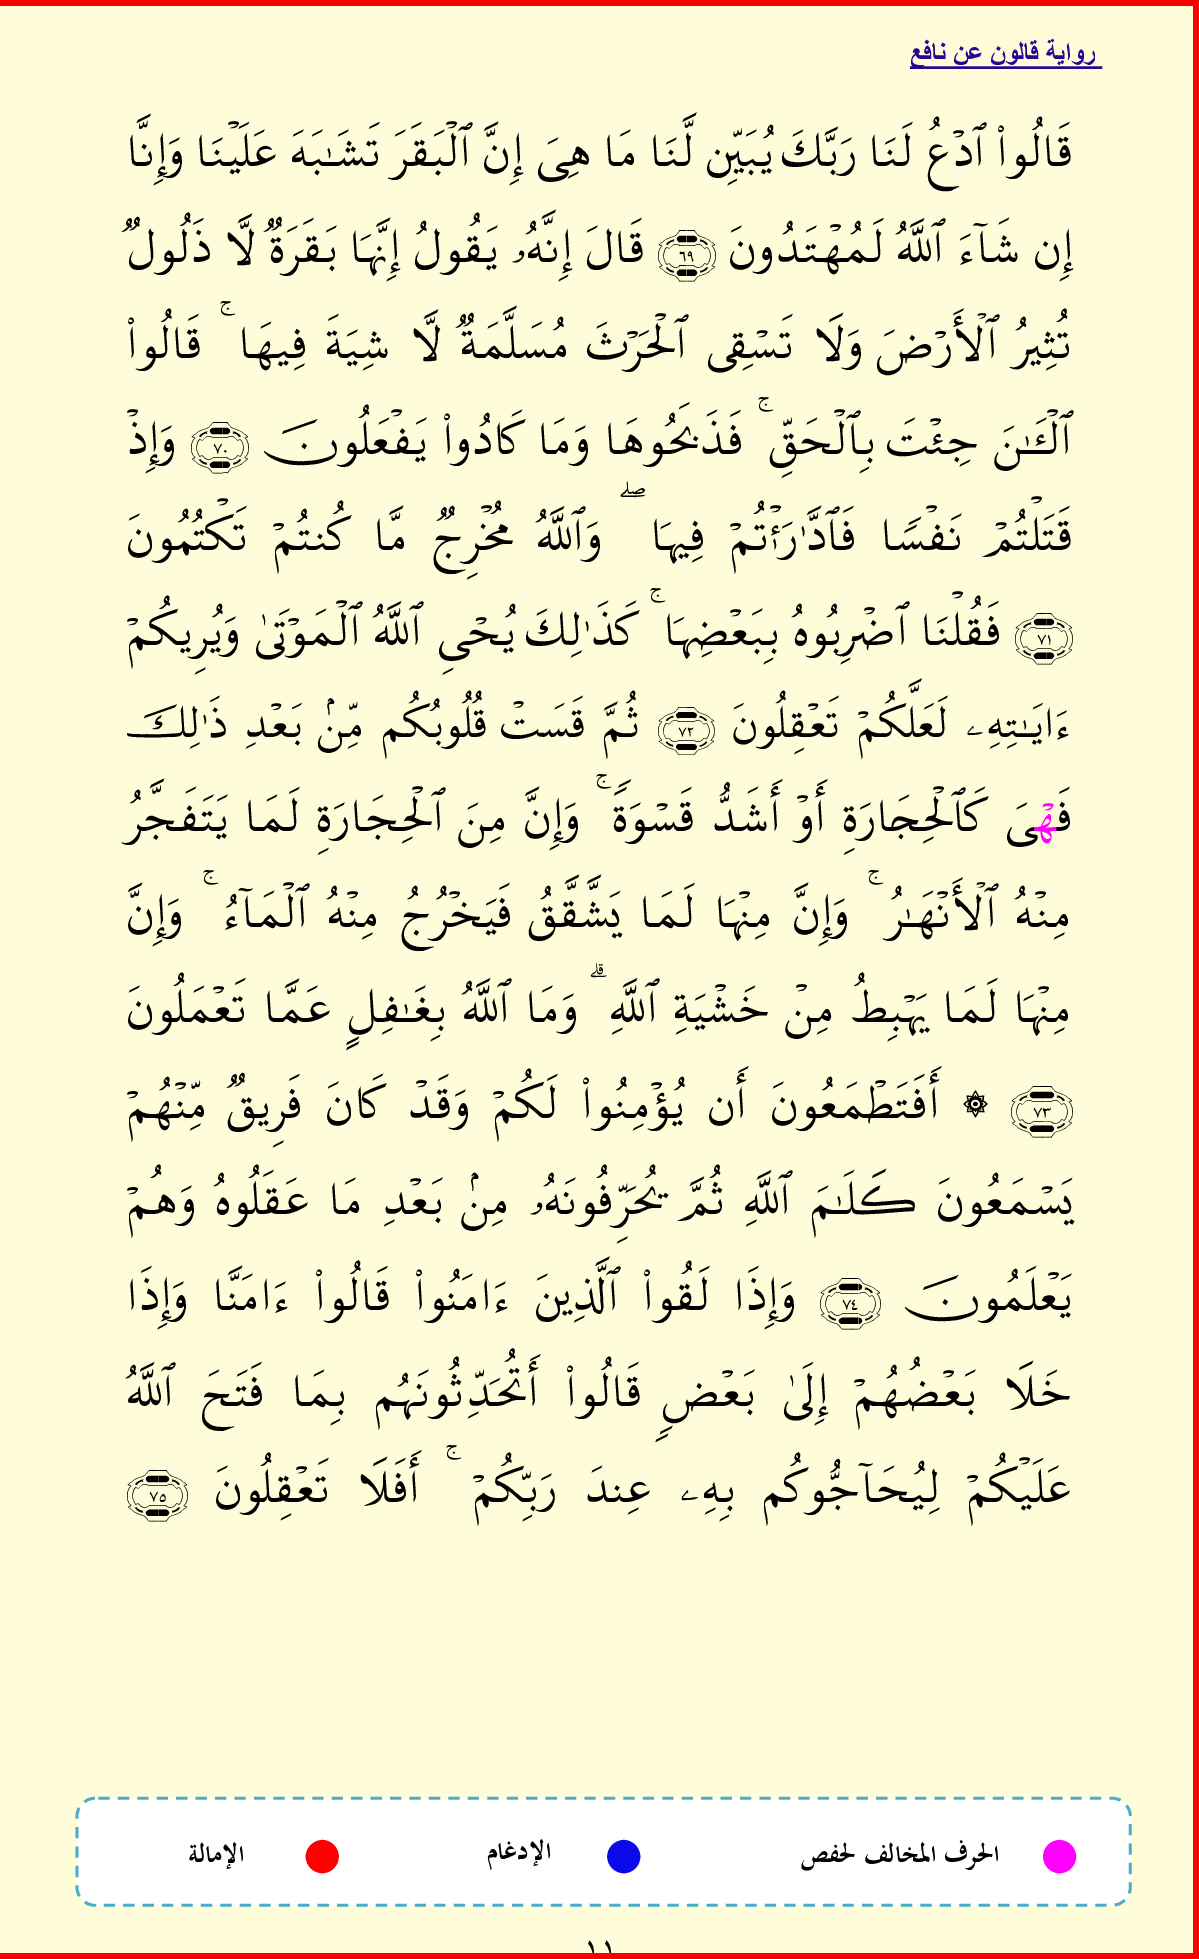 رواية قالون عن نافع
قَالُوا۟ ٱدْعُ لَنَا رَبَّكَ يُبَيِّن لَّنَا مَا هِىَ إِنَّ ٱلْبَقَرَ تَشَـٰبَهَ عَلَيْنَا وَإِنَّا
إِن شَآءَ ٱللَّهُ لَمُهْتَدُونَ ٦٩ قَالَ إِنَّهُۥ يَقُولُ إِنَّهَا بَقَرَةٌ لَّا ذَلُولٌ
تُثِيرُ ٱلْأَرْضَ وَلَا تَسْقِى ٱلْحَرْثَ مُسَلَّمَةٌ لَّا شِيَةَ فِيهَا ۚ قَالُوا۟
ٱلْـَٔـٰنَ جِئْتَ بِٱلْحَقِّ ۚ فَذَبَحُوهَا وَمَا كَادُوا۟ يَفْعَلُونَ ٧٠ وَإِذْ
قَتَلْتُمْ نَفْسًا فَٱدَّٰرَْٰٔتُمْ فِيهَا ۖ وَٱللَّهُ مُخْرِجٌ مَّا كُنتُمْ تَكْتُمُونَ
٧١ فَقُلْنَا ٱضْرِبُوهُ بِبَعْضِهَا ۚ كَذَٰلِكَ يُحْىِ ٱللَّهُ ٱلْمَوْتَىٰ وَيُرِيكُمْ
ءَايَـٰتِهِۦ لَعَلَّكُمْ تَعْقِلُونَ ٧٢ ثُمَّ قَسَتْ قُلُوبُكُم مِّنۢ بَعْدِ ذَٰلِكَ
فَهْىَ كَٱلْحِجَارَةِ أَوْ أَشَدُّ قَسْوَةً ۚ وَإِنَّ مِنَ ٱلْحِجَارَةِ لَمَا يَتَفَجَّرُ
مِنْهُ ٱلْأَنْهَـٰرُ ۚ وَإِنَّ مِنْهَا لَمَا يَشَّقَّقُ فَيَخْرُجُ مِنْهُ ٱلْمَآءُ ۚ وَإِنَّ
مِنْهَا لَمَا يَهْبِطُ مِنْ خَشْيَةِ ٱللَّهِ ۗ وَمَا ٱللَّهُ بِغَـٰفِلٍ عَمَّا تَعْمَلُونَ
٧٣ ۞ أَفَتَطْمَعُونَ أَن يُؤْمِنُوا۟ لَكُمْ وَقَدْ كَانَ فَرِيقٌ مِّنْهُمْ
يَسْمَعُونَ كَلَـٰمَ ٱللَّهِ ثُمَّ يُحَرِّفُونَهُۥ مِنۢ بَعْدِ مَا عَقَلُوهُ وَهُمْ
يَعْلَمُونَ ٧٤ وَإِذَا لَقُوا۟ ٱلَّذِينَ ءَامَنُوا۟ قَالُوا۟ ءَامَنَّا وَإِذَا
خَلَا بَعْضُهُمْ إِلَىٰ بَعْضٍ قَالُوا۟ أَتُحَدِّثُونَهُم بِمَا فَتَحَ ٱللَّهُ
عَلَيْكُمْ لِيُحَآجُّوكُم بِهِۦ عِندَ رَبِّكُمْ ۚ أَفَلَا تَعْقِلُونَ ٧٥
الحرف المخالف لحفص الإدغام الإمالة
١١